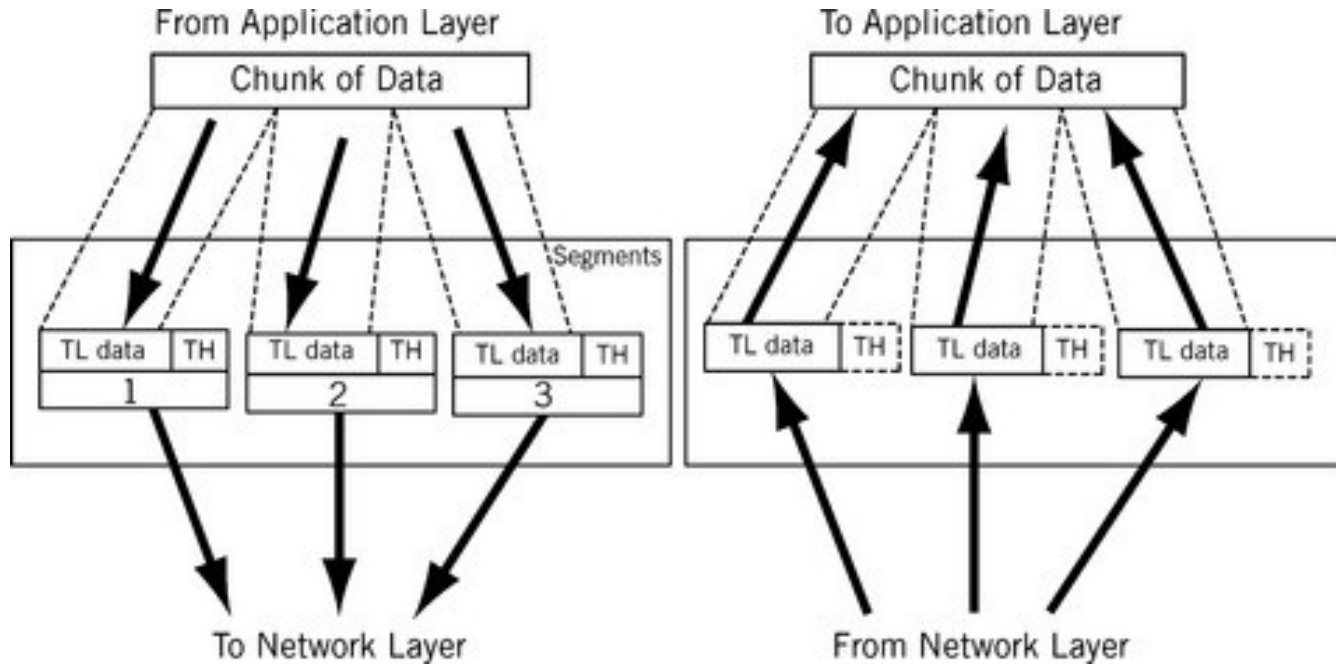 From Application Layer
Chunk of Data
Segments
TL data TH
1
TL data TH
2
TL data TH
3
To Network Layer
To Application Layer
Chunk of Data
TL data TH
TL data TH
TL data TH
From Network Layer